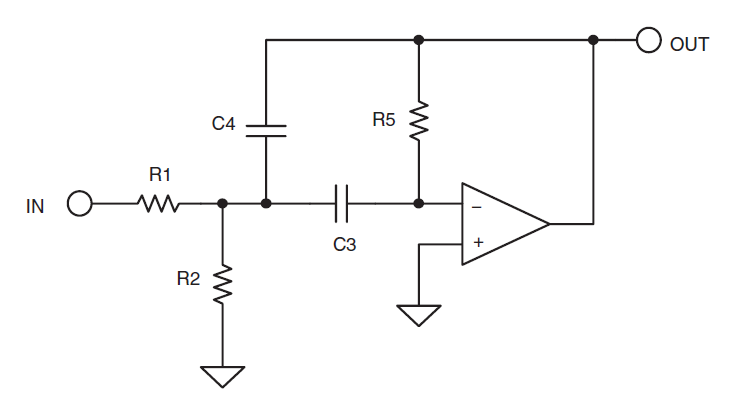 OUT
C4
R5
R1
IN
−
C3
+
R2